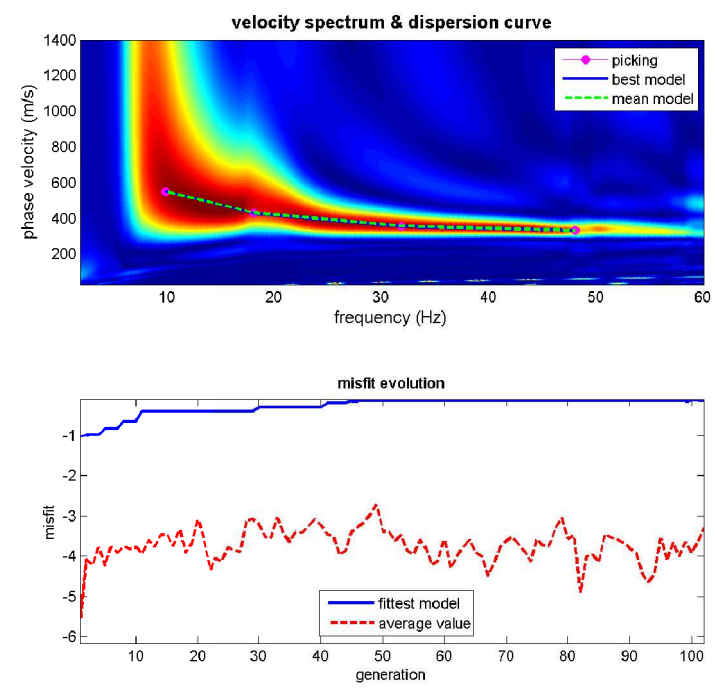 velocity spectrum & dispersion curve
1400
1200
1000
800
600
400
200
phase velocity (m/s)
picking
best model
mean model
10 20 30 40 50 60
frequency (Hz)
misfit evolution
-1
-2
-3
-4
-5
-6
misfit
fittest model
average value
10 20 30 40 50 60 70 80 90 100
generation